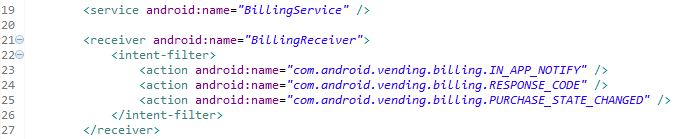 19 <service android:name="BillingService" />
20
21 <receiver android:name="BillingReceiver">
22 <intent-filter>
23 <action android:name="com.android.vending.billing.IN_APP_NOTIFY" />
24 <action android:name="com.android.vending.billing.RESPONSE_CODE" />
25 <action android:name="com.android.vending.billing.PURCHASE_STATE_CHANGED" />
26 </intent-filter>
27 </receiver>